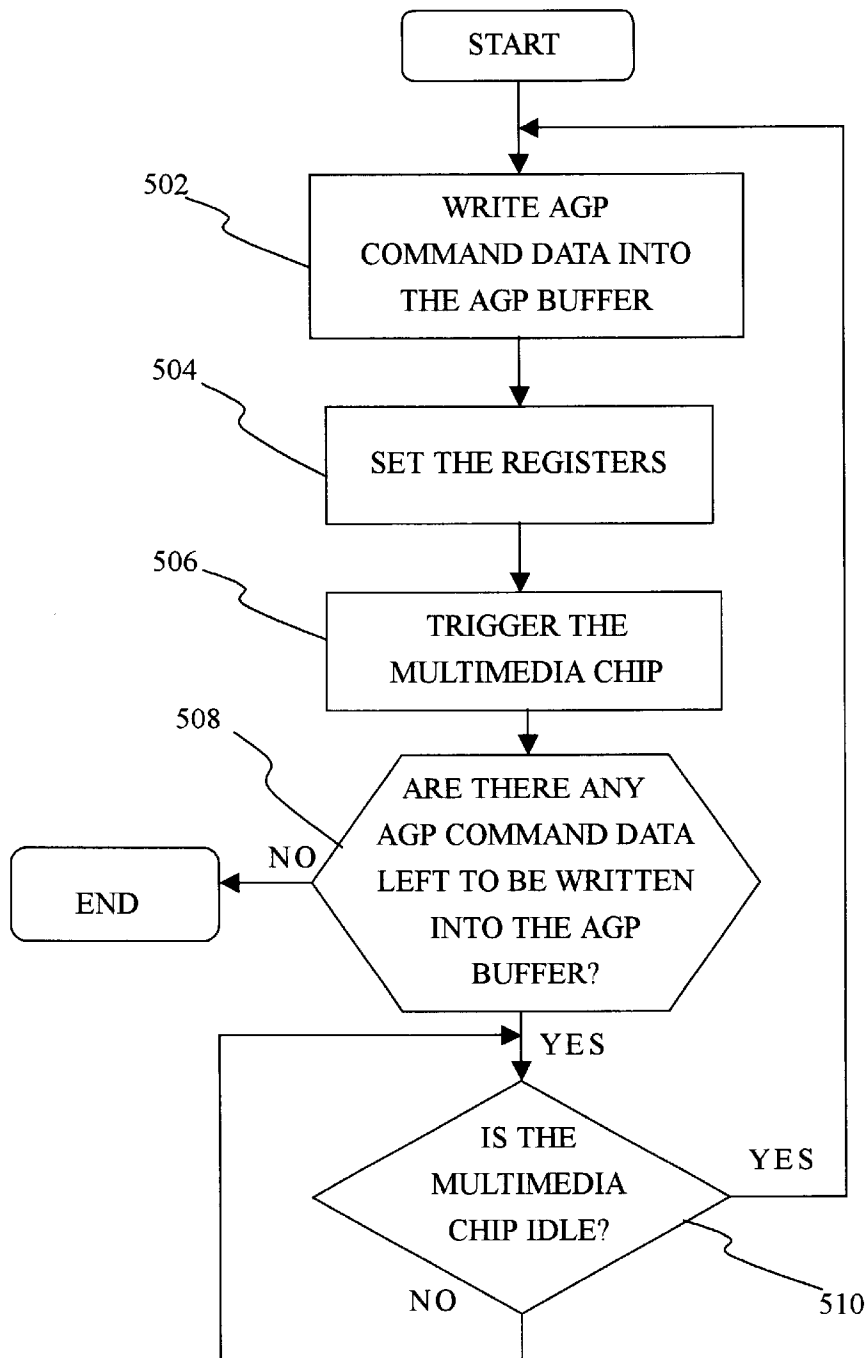 START
502
WRITE AGP
COMMAND DATA INTO
THE AGP BUFFER
504
SET THE REGISTERS
506
TRIGGER THE
MULTIMEDIA CHIP
508
ARE THERE ANY
AGP COMMAND DATA
LEFT TO BE WRITTEN
INTO THE AGP
BUFFER?
NO
END
YES
IS THE
MULTIMEDIA
CHIP IDLE?
YES
510
NO